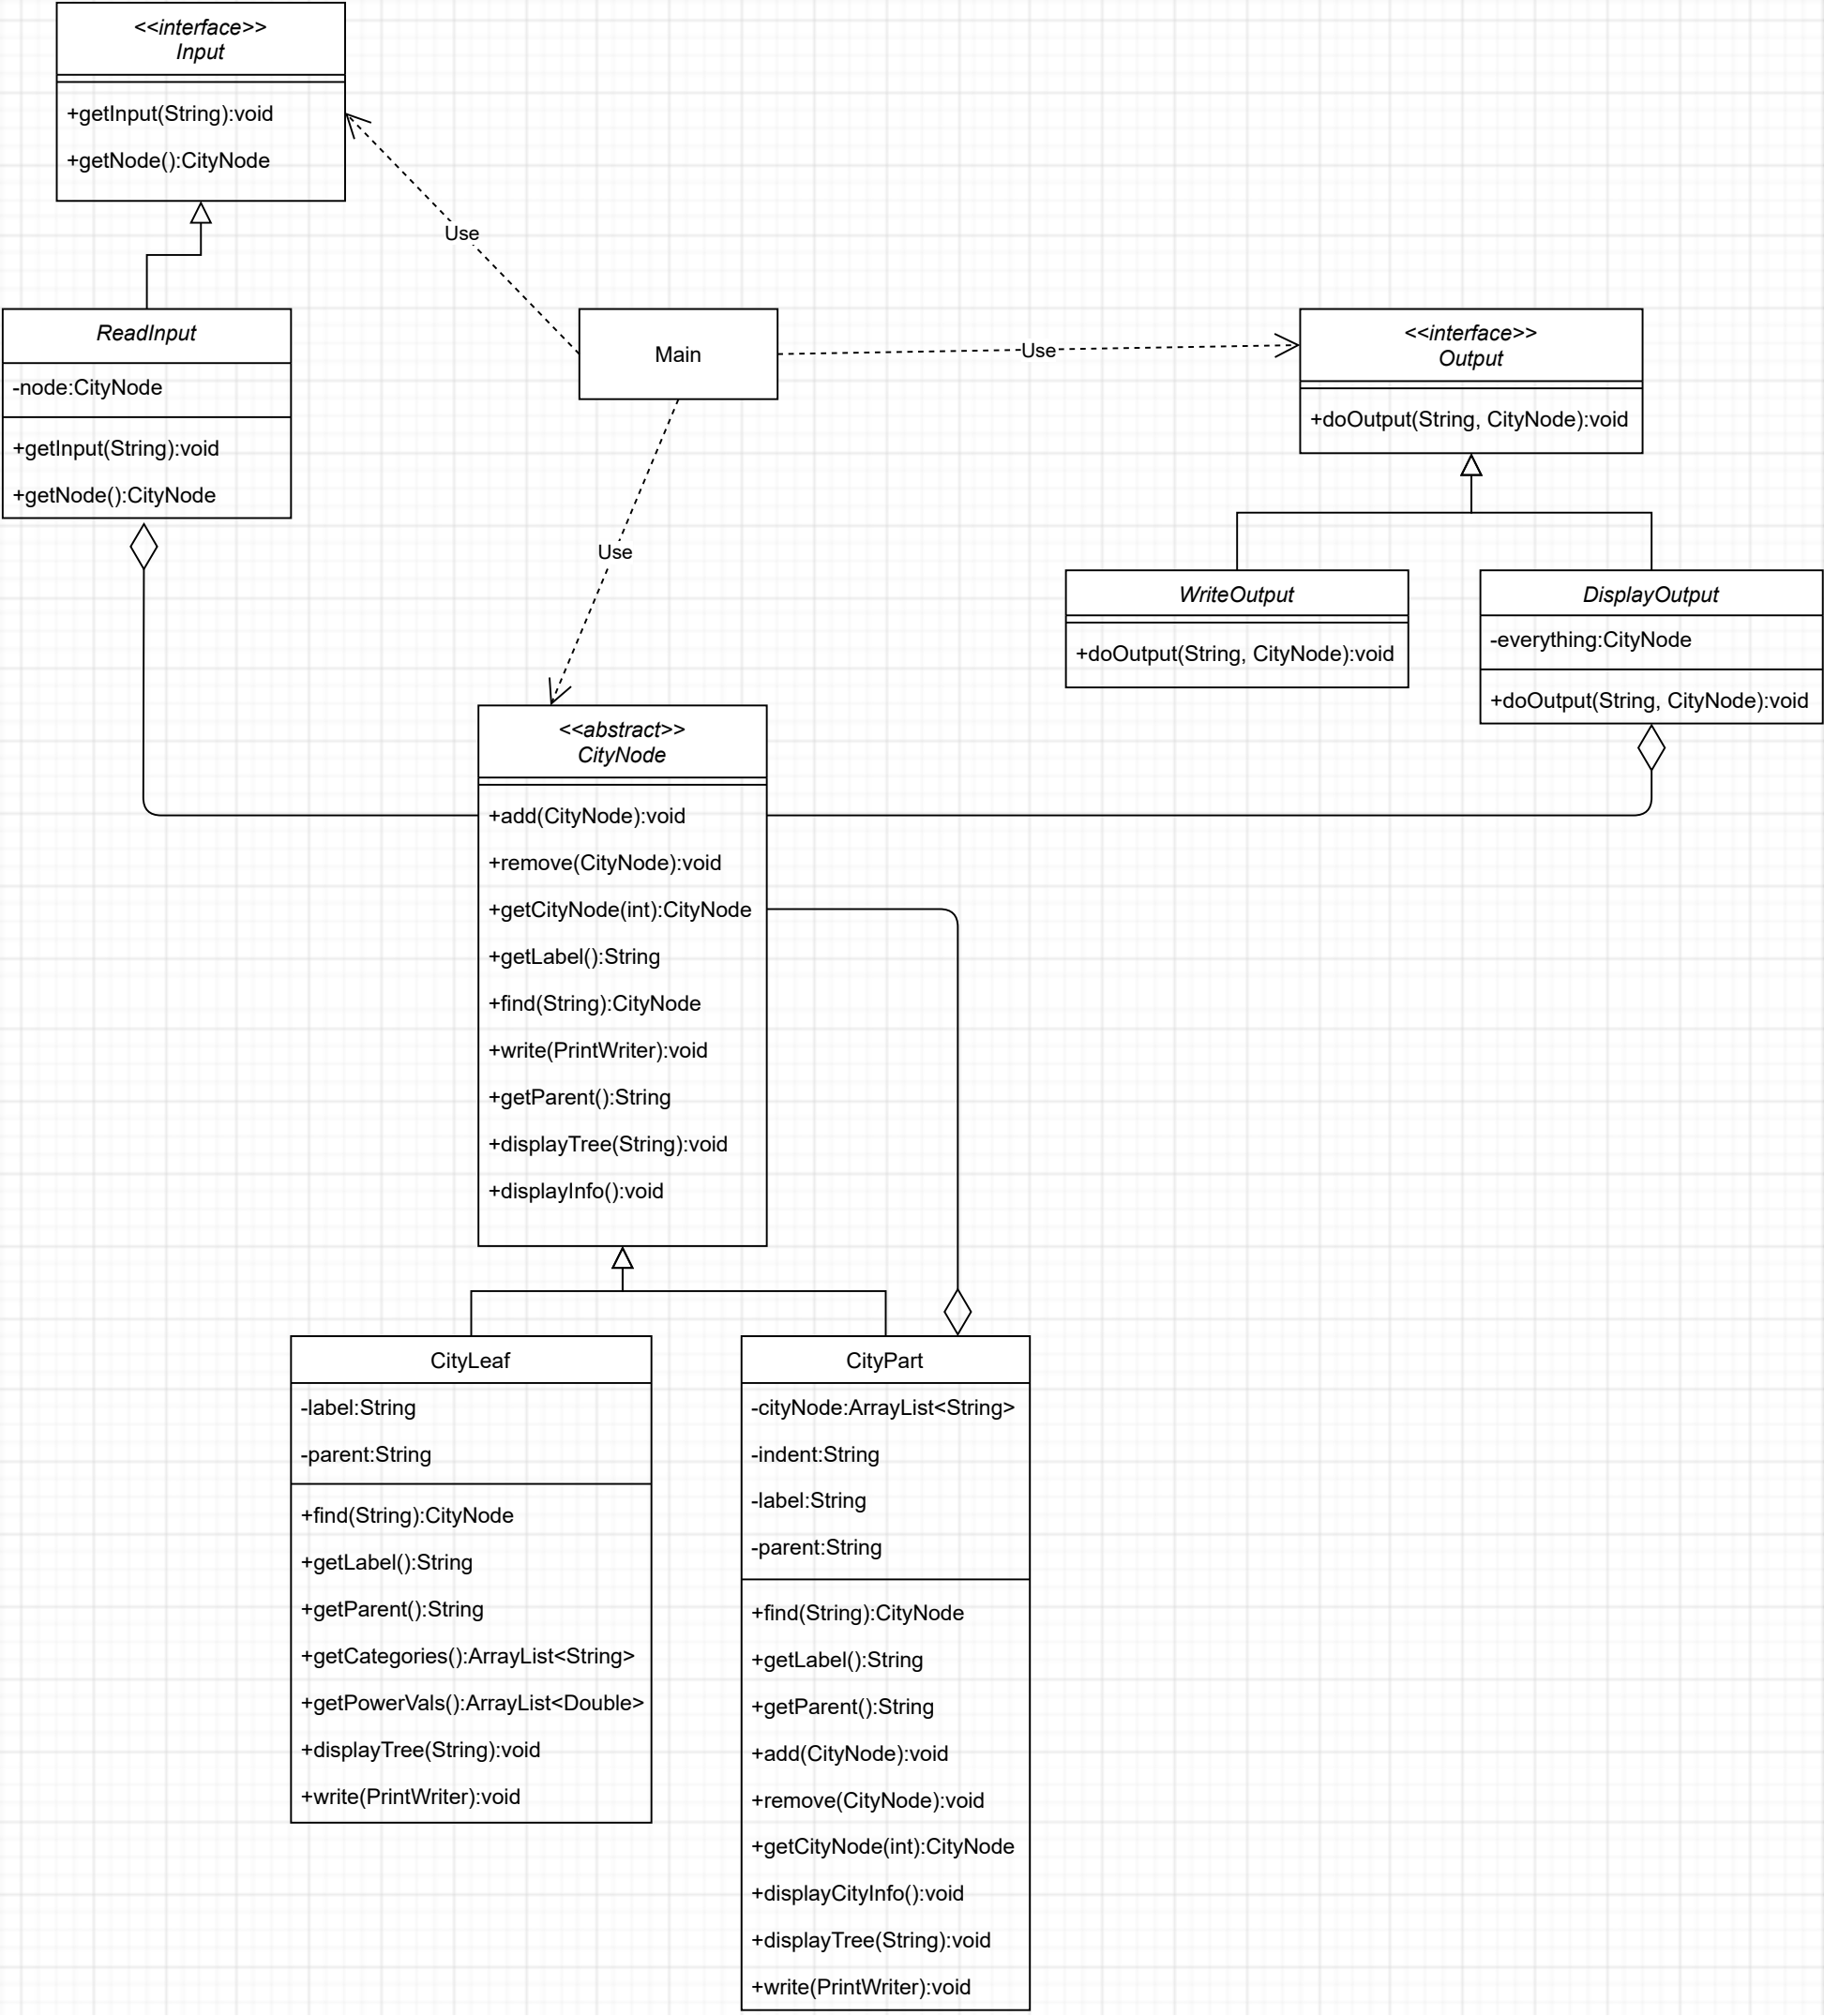 <<interface>>
Input
+getInput(String):void
+getNode():CityNode
Use
ReadInput
-node:CityNode
+getInput(String):void
+getNode():CityNode
Main
Use
<<interface>>
Output
+doOutput(String, CityNode):void
Use
WriteOutput
+doOutput(String, CityNode):void
DisplayOutput
-everything:CityNode
+doOutput(String, CityNode):void
<<abstract>>
CityNode
+add(CityNode):void
+remove(CityNode):void
+getCityNode(int):CityNode
+getLabel():String
+find(String):CityNode
+write(PrintWriter):void
+getParent():String
+displayTree(String):void
+displayInfo():void
CityLeaf
-label:String
-parent:String
+find(String):CityNode
+getLabel():String
+getParent():String
+getCategories():ArrayList<String>
+getPowerVals():ArrayList<Double>
+displayTree(String):void
+write(PrintWriter):void
CityPart
-cityNode:ArrayList<String>
-indent:String
-label:String
-parent:String
+find(String):CityNode
+getLabel():String
+getParent():String
+add(CityNode):void
+remove(CityNode):void
+getCityNode(int):CityNode
+displayCityInfo():void
+displayTree(String):void
+write(PrintWriter):void